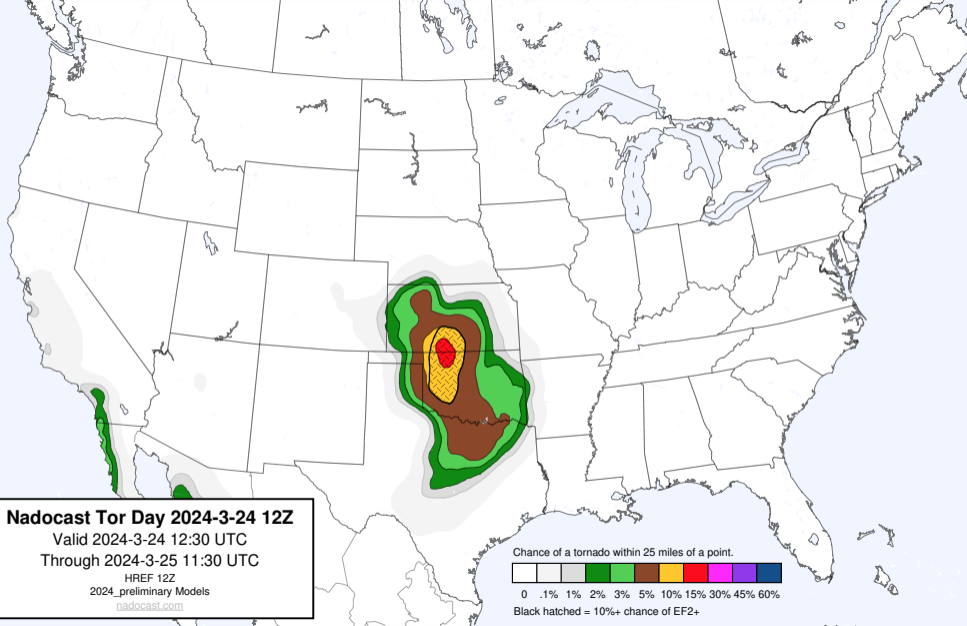 Nadocast Tor Day 2024-3-24 12Z
Valid 2024-3-24 12:30 UTC
Through 2024-3-25 11:30 UTC
HREF 12Z
2024_preliminary Models
nadocast.com
Chance of a tornado within 25 miles of a point.
0 .1% 1% 2% 3% 5% 10% 15% 30% 45% 60%
Black hatched = 10%+ chance of EF2+